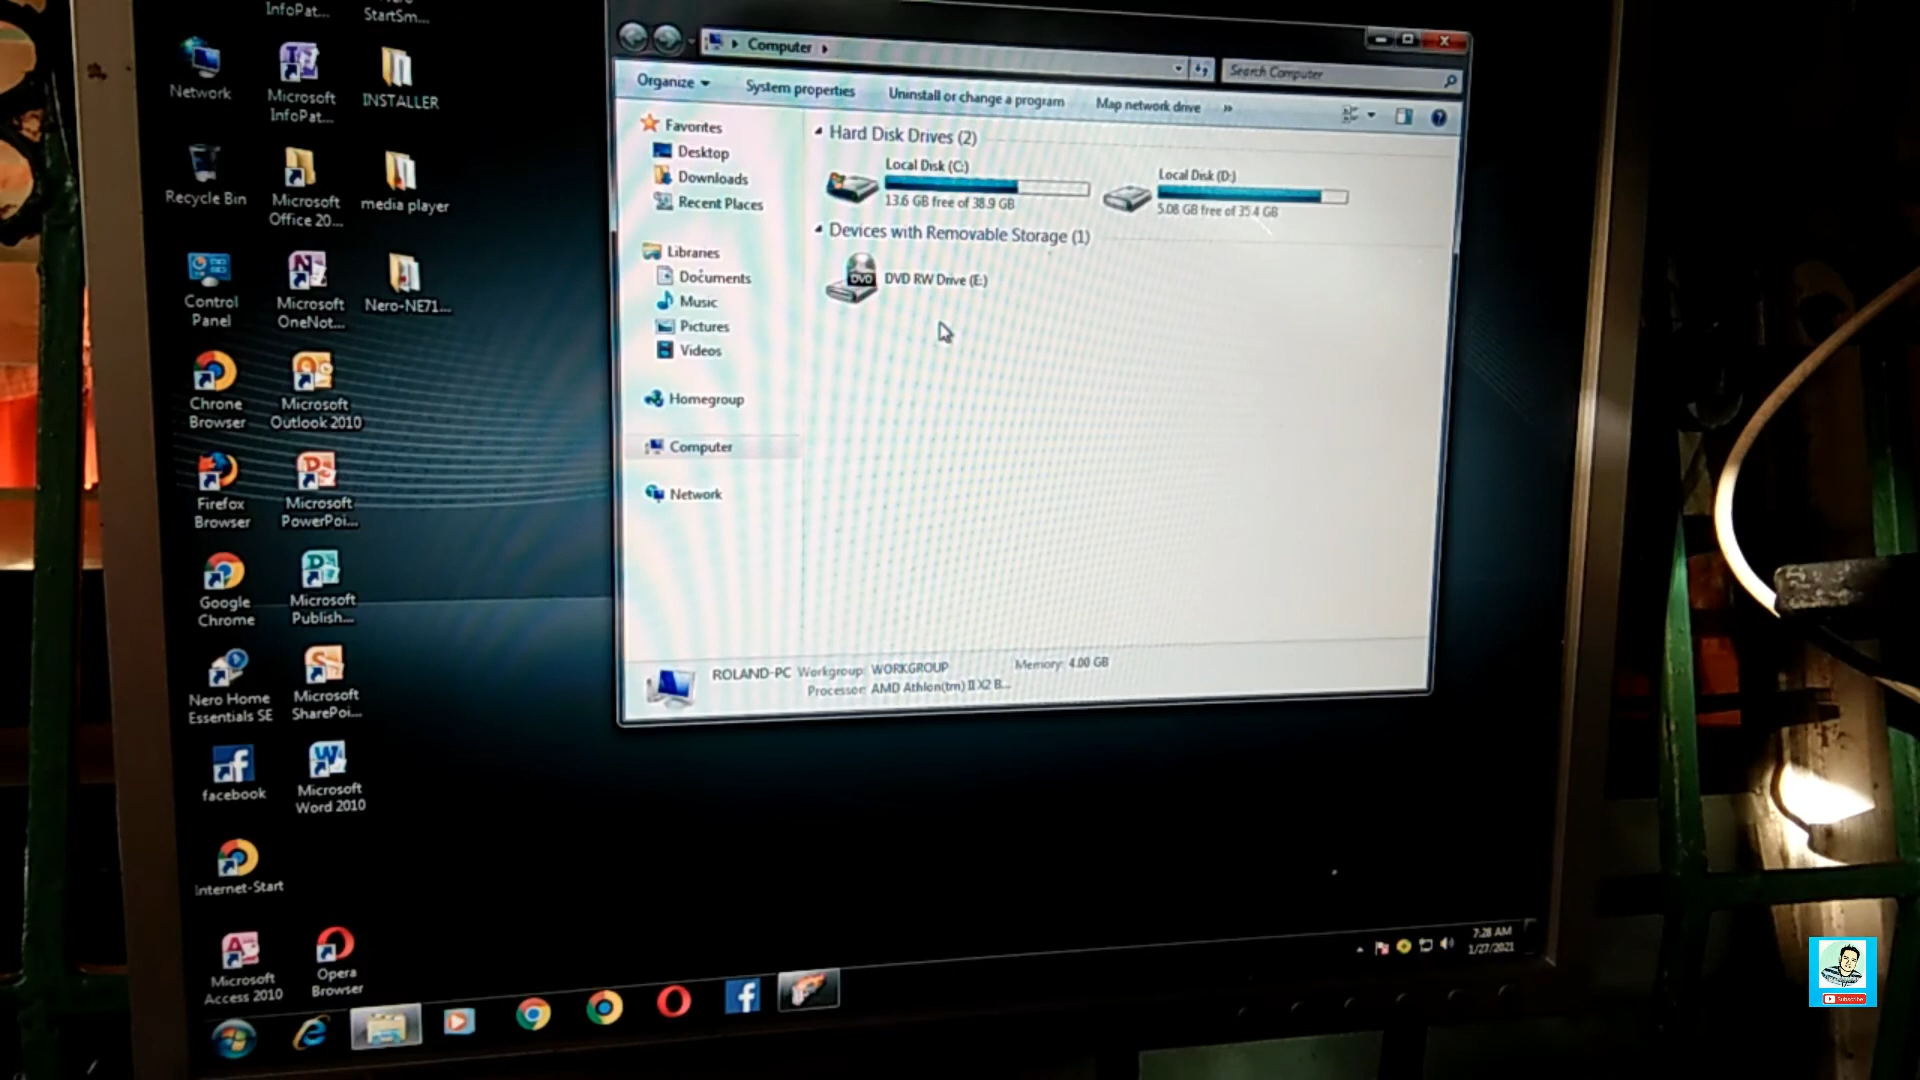 InfoPat...
StartSm...
Network
Microsoft
InfoPat...
INSTALLER
Recycle Bin
Microsoft
Office 20...
media player
Control
Panel
Microsoft
OneNot...
Nero-NE71...
Chrome
Browser
Microsoft
Outlook 2010
Firefox
Browser
Microsoft
PowerPoi...
Google
Chrome
Microsoft
Publish...
Nero Home
Essentials SE
Microsoft
SharePoi...
facebook
Microsoft
Word 2010
Internet-Start
Microsoft
Access 2010
Opera
Browser
Computer
Search Computer
Organize
System properties
Uninstall or change a program
Map network drive
»
Favorites
Desktop
Downloads
Recent Places
Libraries
Documents
Music
Pictures
Videos
Homegroup
Computer
Network
Hard Disk Drives (2)
Local Disk (C:)
13.6 GB free of 38.9 GB
Local Disk (D:)
5.08 GB free of 35.4 GB
Devices with Removable Storage (1)
DVD
DVD RW Drive (E:)
ROLAND-PC Workgroup: WORKGROUP Memory: 4.00 GB
Processor: AMD Athlon(tm) II X2 B...
7:28 AM
1/27/2021
Subscribe